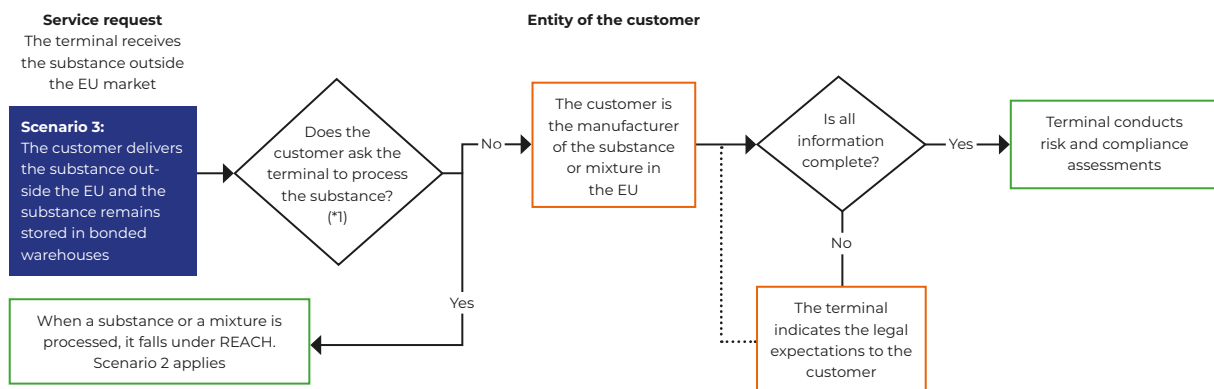 Service request
The terminal receives
the substance outside
the EU market
Entity of the customer
Scenario 3:
The customer delivers
the substance out-
side the EU and the
substance remains
stored in bonded
warehouses
Does the
customer ask the
terminal to process
the substance?
(*1)
No
The customer is
the manufacturer
of the substance
or mixture in
the EU
Is all
information
complete?
Yes
Terminal conducts
risk and compliance
assessments
No
Yes
When a substance or a mixture is
processed, it falls under REACH.
Scenario 2 applies
The terminal
indicates the legal
expectations to the
customer